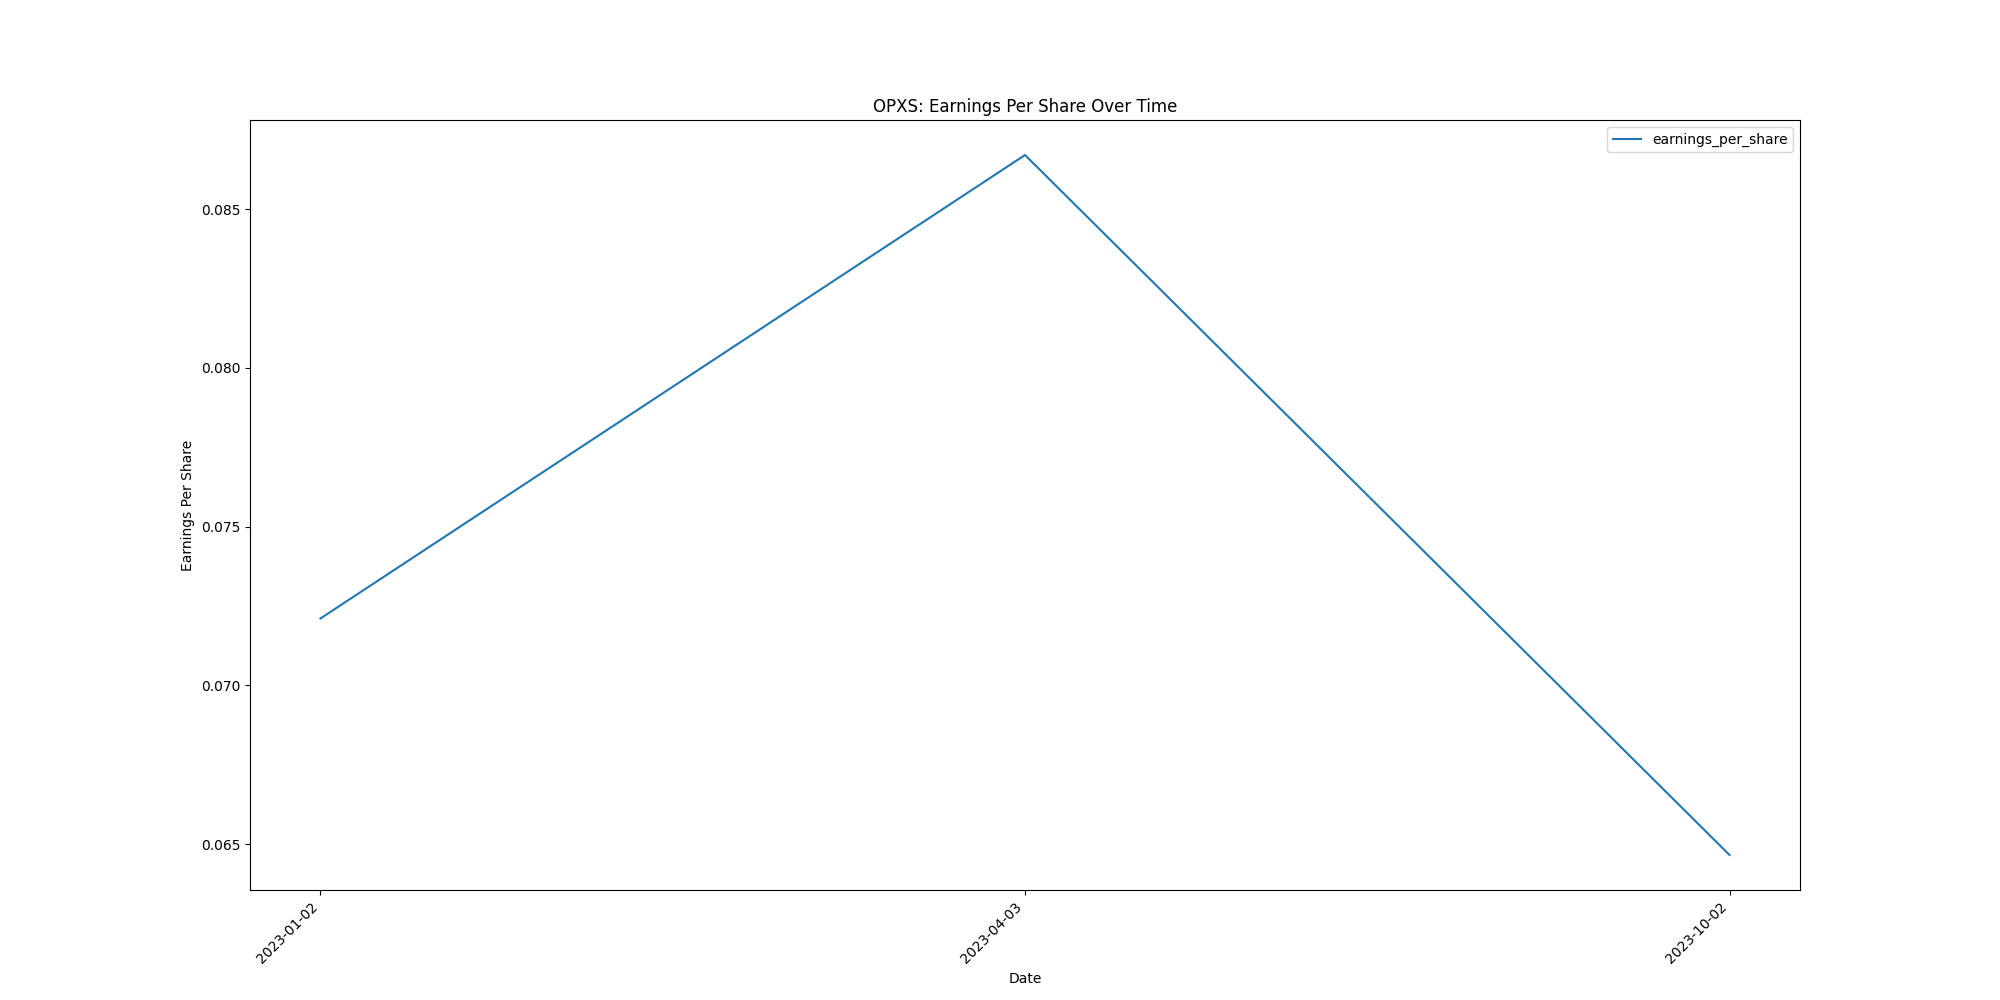 OPXS: Earnings Per Share Over Time
earnings_per_share
Earnings Per Share
0.085
0.080
0.075
0.070
0.065
2023-01-02
2023-04-03
2023-10-02
Date